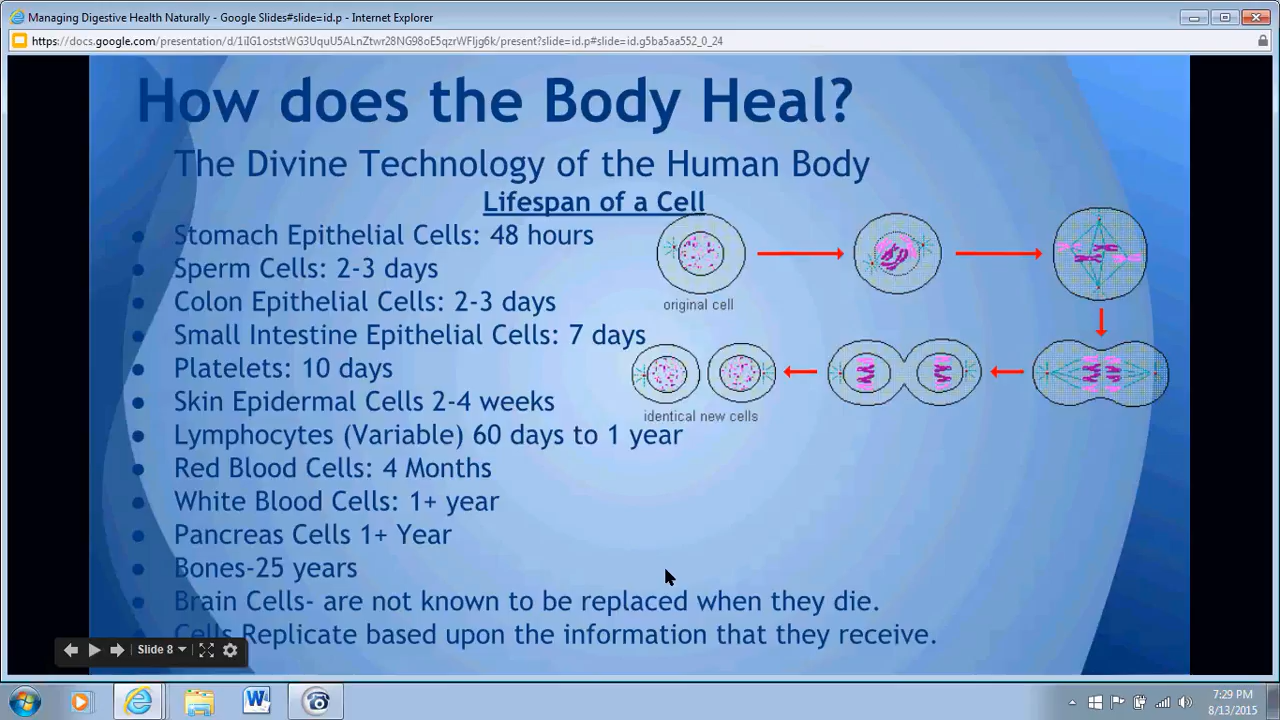 Managing Digestive Health Naturally - Google Slides#slide=id.p - Internet Explorer
https://docs.google.com/presentation/d/1iIG1oststWG3UquU5ALnZtwr28NG98oE5qzrWFIjg6k/present?slide=id.p#slide=id.g5ba5aa552_0_24
How does the Body Heal?
The Divine Technology of the Human Body
Lifespan of a Cell
● Stomach Epithelial Cells: 48 hours
● Sperm Cells: 2-3 days
● Colon Epithelial Cells: 2-3 days
original cell
● Small Intestine Epithelial Cells: 7 days
● Platelets: 10 days
● Skin Epidermal Cells 2-4 weeks
identical new cells
● Lymphocytes (Variable) 60 days to 1 year
● Red Blood Cells: 4 Months
● White Blood Cells: 1+ year
● Pancreas Cells 1+ Year
● Bones-25 years
● Brain Cells- are not known to be replaced when they die.
● Cells Replicate based upon the information that they receive.
Slide 8
7:29 PM
8/13/2015